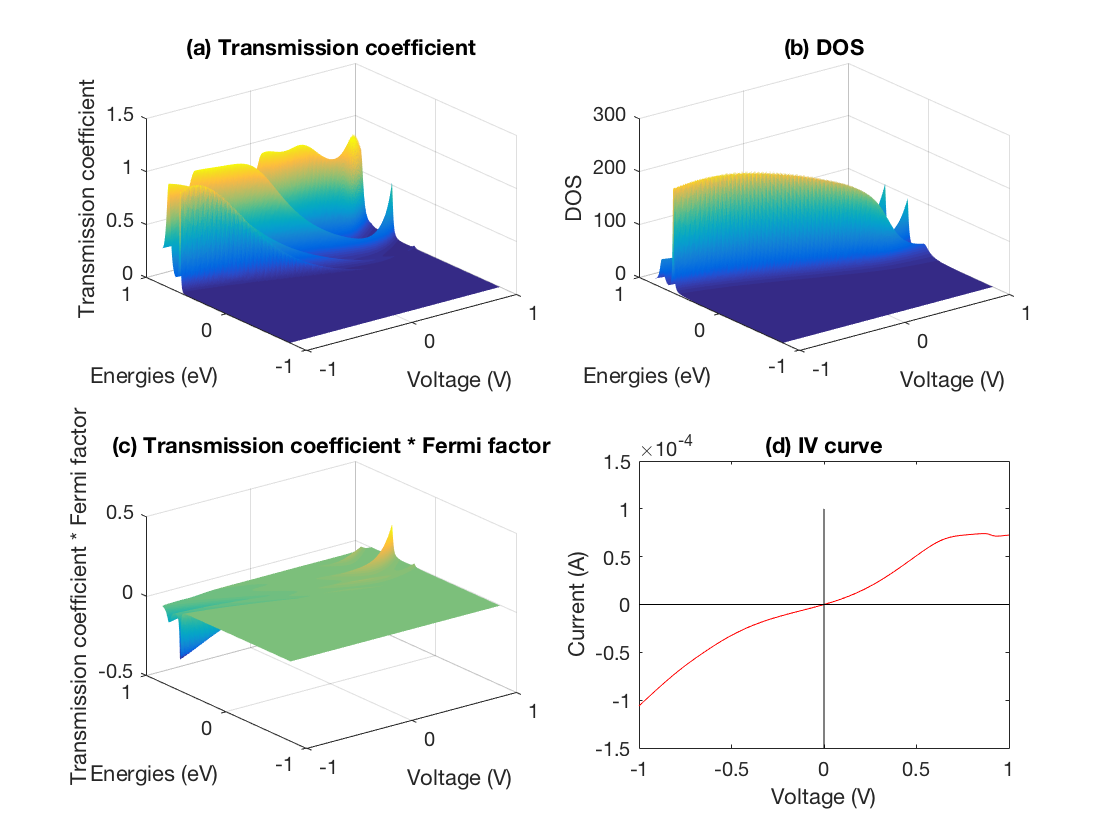 (a) Transmission coefficient
Transmission coefficient
1.5
1
0.5
0
1
0
-1
Energies (eV)
-1
0
1
Voltage (V)
(b) DOS
DOS
300
200
100
0
1
0
-1
Energies (eV)
-1
0
1
Voltage (V)
(c) Transmission coefficient * Fermi factor
Transmission coefficient * Fermi factor
0.5
0
-0.5
1
0
-1
Energies (eV)
-1
0
1
Voltage (V)
(d) IV curve
×10⁻⁴
Current (A)
1.5
1
0.5
0
-0.5
-1
-1.5
-1
-0.5
0
0.5
1
Voltage (V)